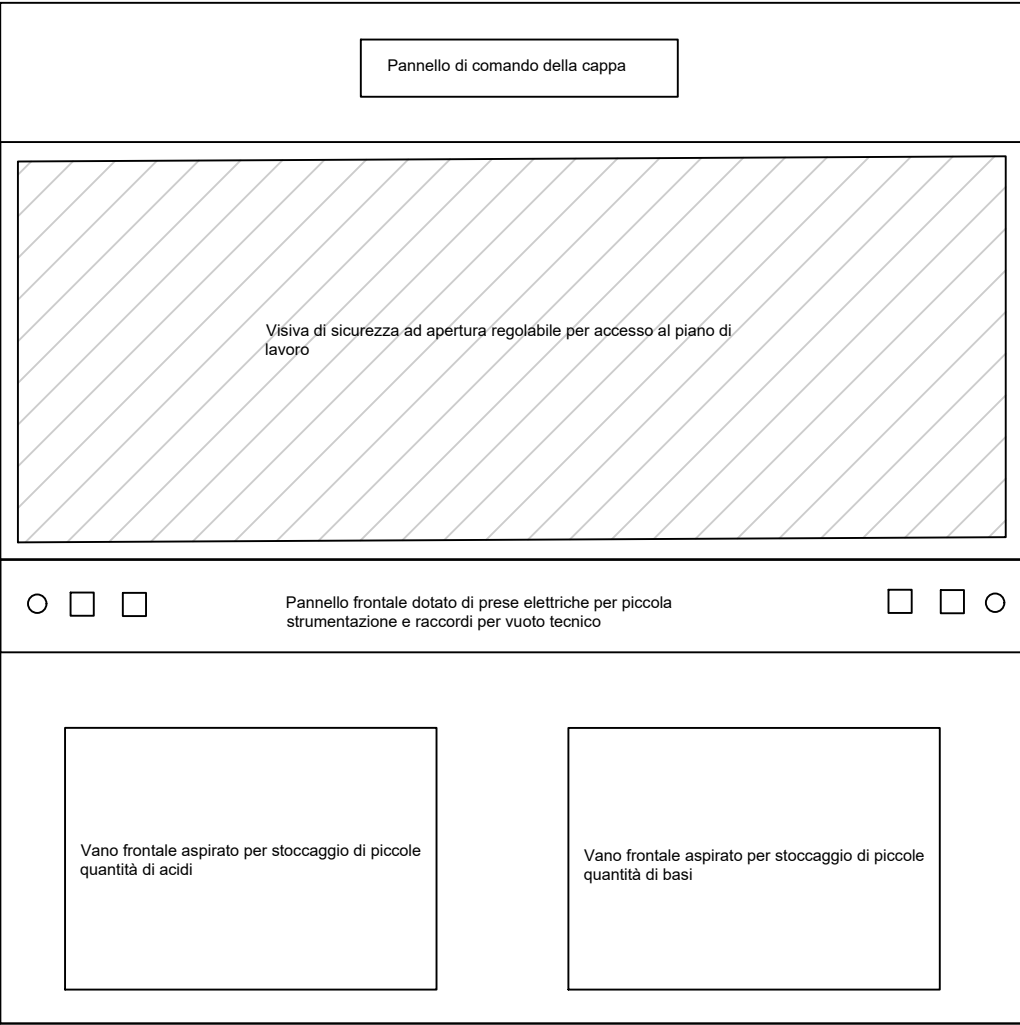 Pannello di comando della cappa
Visiva di sicurezza ad apertura regolabile per accesso al piano di
lavoro
Pannello frontale dotato di prese elettriche per piccola
strumentazione e raccordi per vuoto tecnico
Vano frontale aspirato per stoccaggio di piccole
quantità di acidi
Vano frontale aspirato per stoccaggio di piccole
quantità di basi